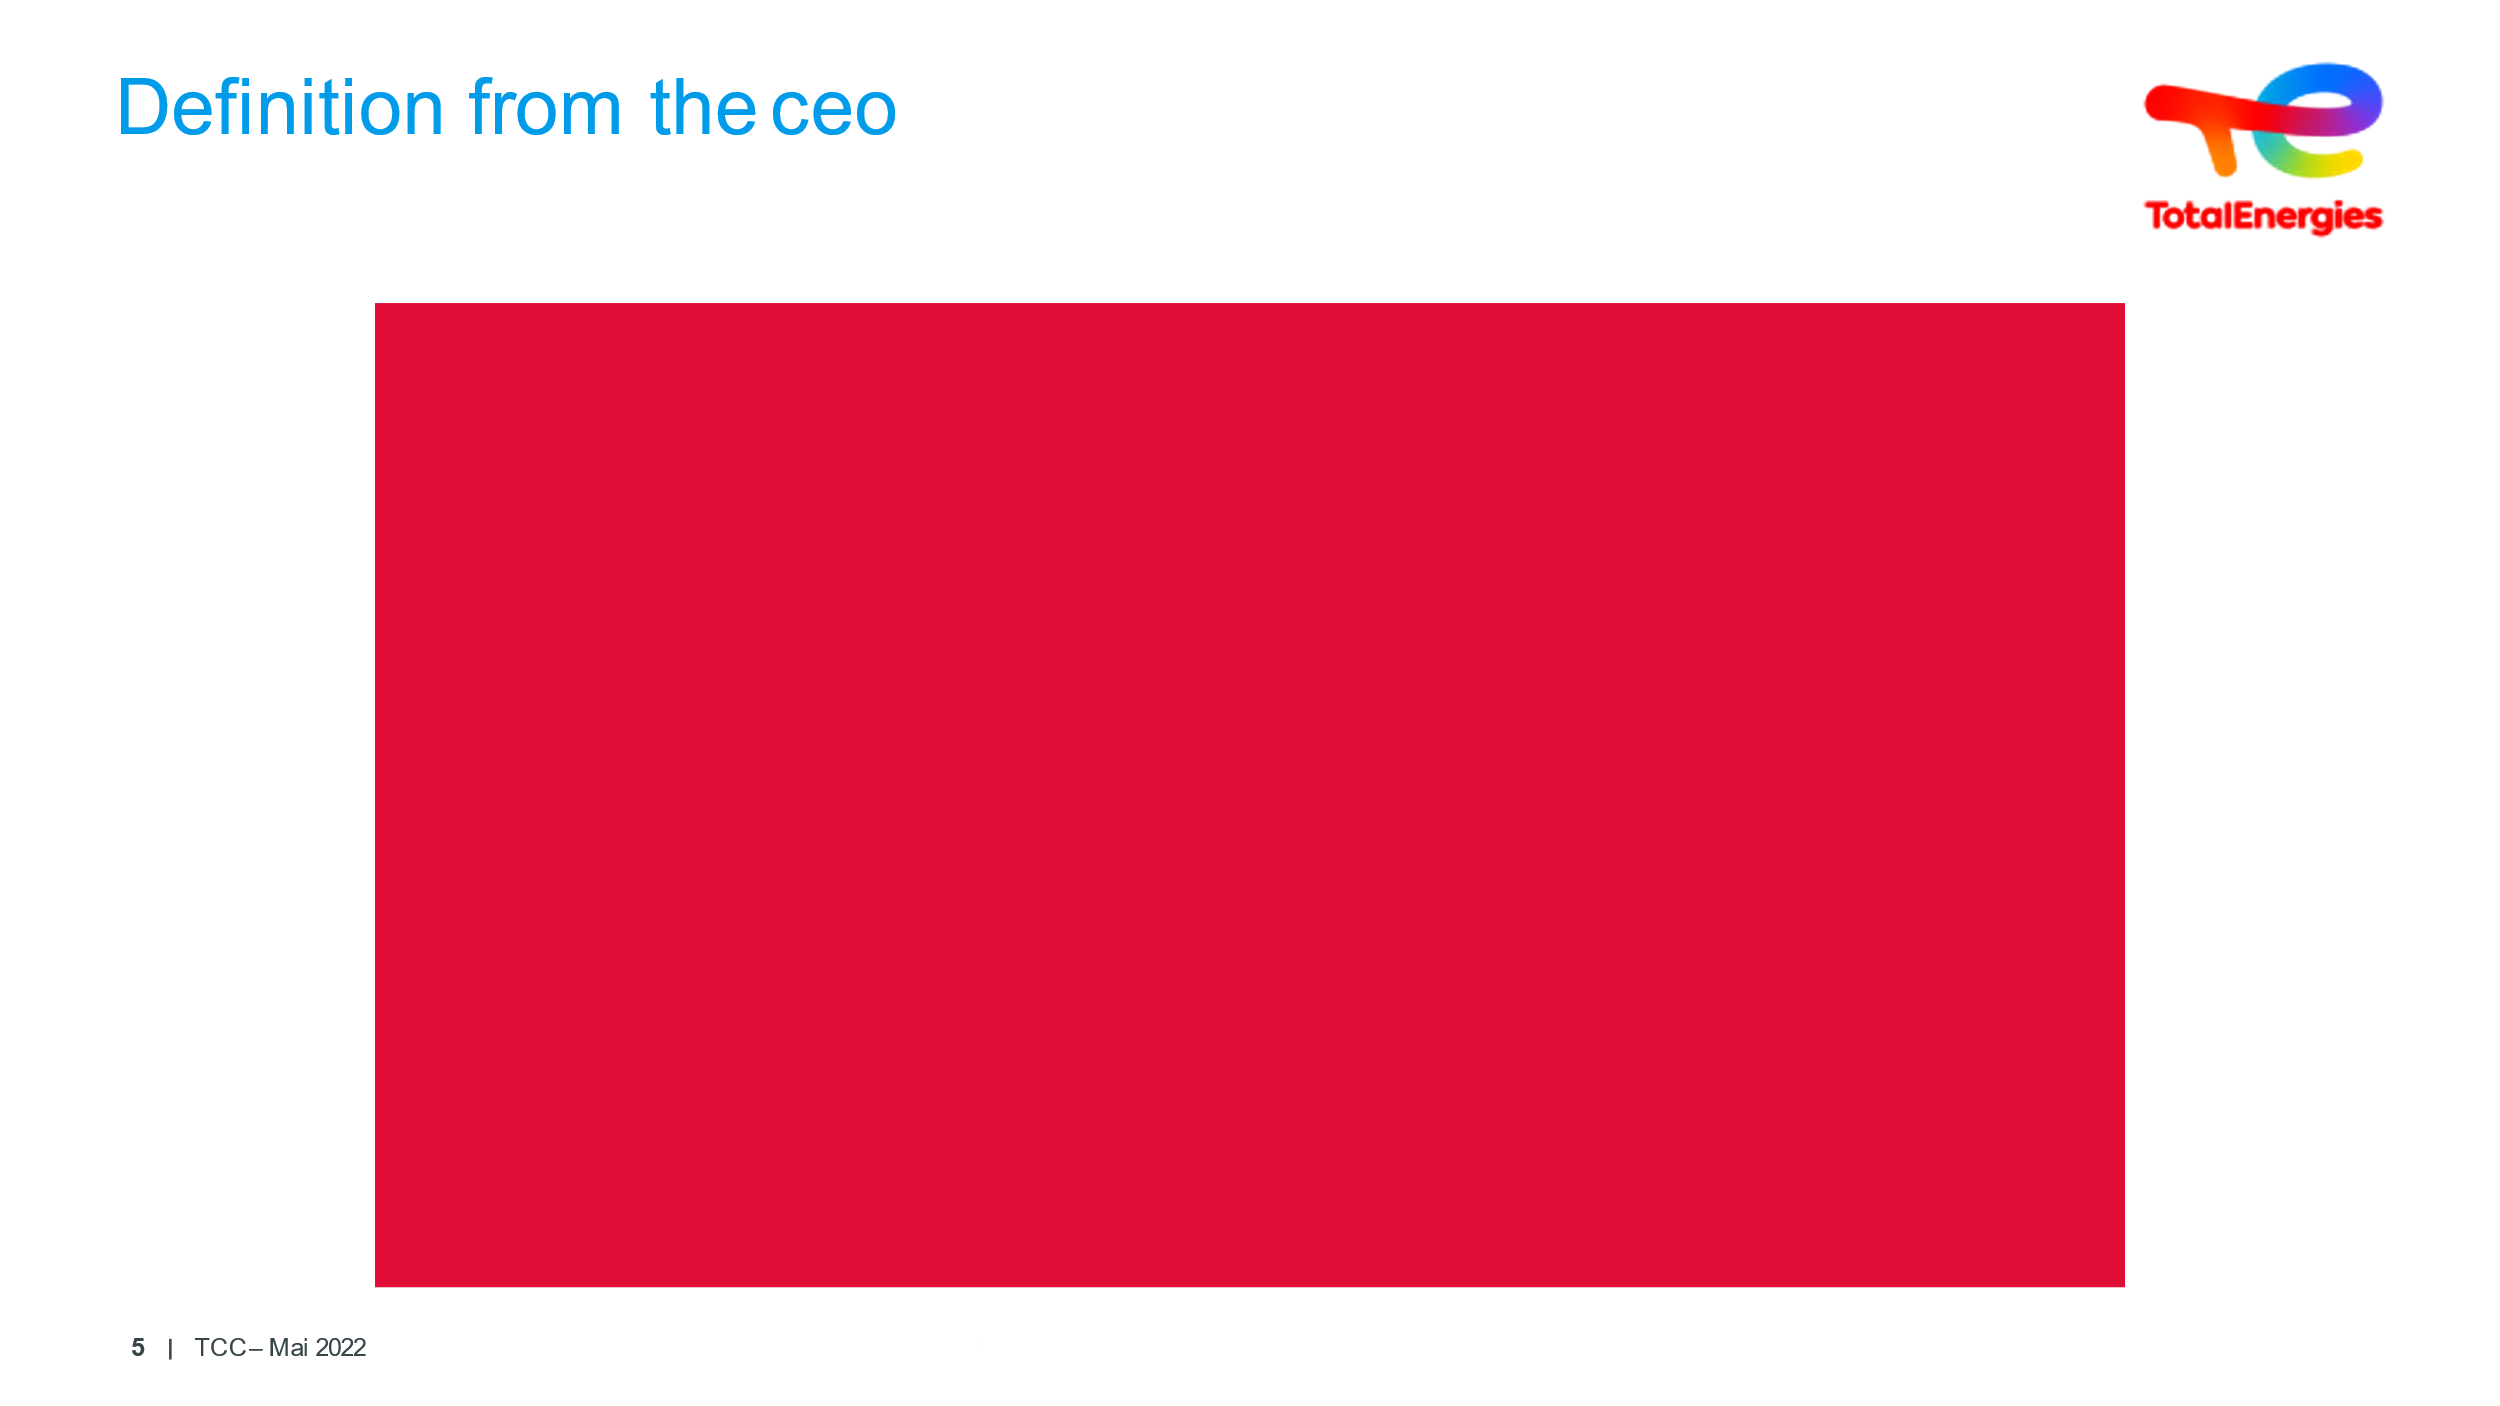 Definition from the ceo
TotalEnergies
5 | TCC– Mai 2022